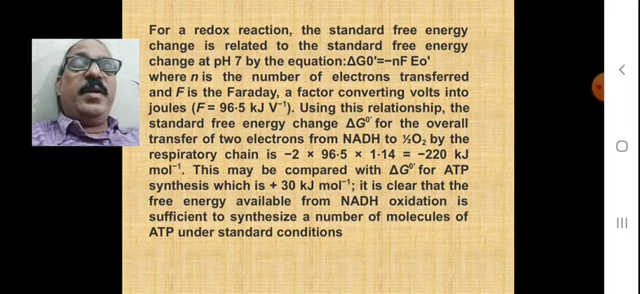 For a redox reaction, the standard free energy
change is related to the standard free energy
change at pH 7 by the equation:ΔG0′=−nF Eo'
where n is the number of electrons transferred
and F is the Faraday, a factor converting volts into
joules (F= 96·5 kJ V⁻¹). Using this relationship, the
standard free energy change ΔG⁰' for the overall
transfer of two electrons from NADH to ½O₂ by the
respiratory chain is −2 × 96·5 × 1·14 = −220 kJ
mol⁻¹. This may be compared with ΔG⁰' for ATP
synthesis which is + 30 kJ mol⁻¹; it is clear that the
free energy available from NADH oxidation is
sufficient to synthesize a number of molecules of
ATP under standard conditions